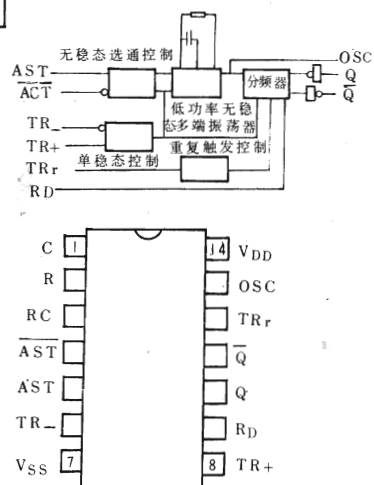 无稳态选通控制
OSC
AST
分频器
Q
ACT
Q
低功率无稳
TR−
态多端振荡器
TR+
重复触发控制
TRr
单稳态控制
RD
C 1 14 VDD
R OSC
RC TRr
AST Q
AST Q
TR− RD
VSS 7 8 TR+